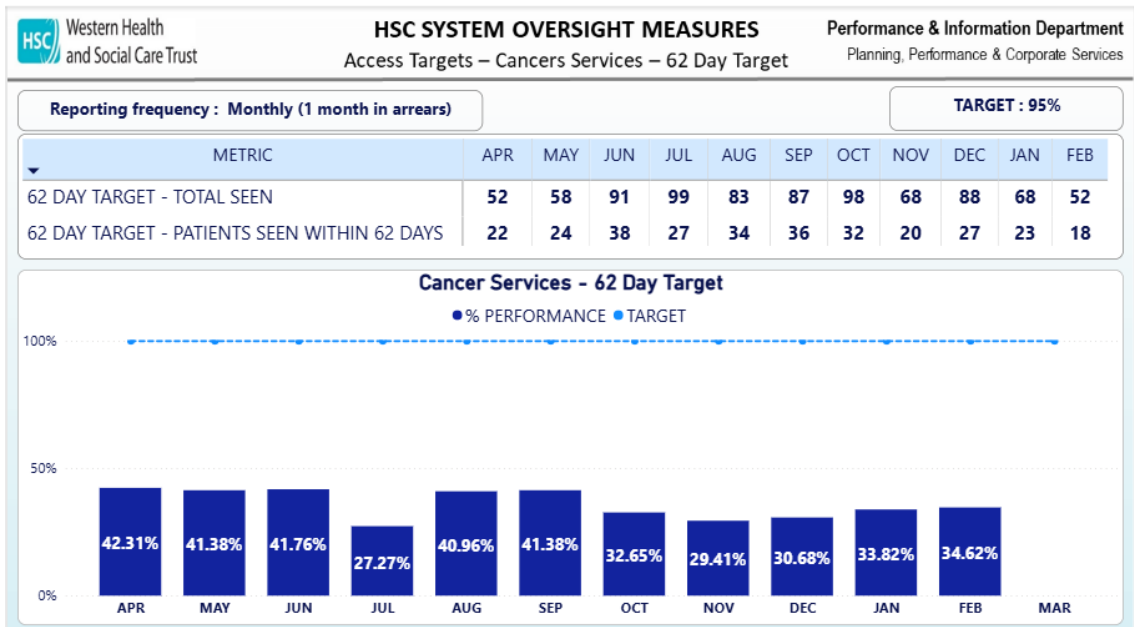 HSC
Western Health
and Social Care Trust
HSC SYSTEM OVERSIGHT MEASURES
Access Targets – Cancers Services – 62 Day Target
Performance & Information Department
Planning, Performance & Corporate Services
Reporting frequency : Monthly (1 month in arrears)
TARGET : 95%
METRIC APR MAY JUN JUL AUG SEP OCT NOV DEC JAN FEB
62 DAY TARGET - TOTAL SEEN 52 58 91 99 83 87 98 68 88 68 52
62 DAY TARGET - PATIENTS SEEN WITHIN 62 DAYS 22 24 38 27 34 36 32 20 27 23 18
Cancer Services - 62 Day Target
% PERFORMANCE TARGET
100%
50%
42.31% 41.38% 41.76% 27.27% 40.96% 41.38% 32.65% 29.41% 30.68% 33.82% 34.62%
0%
APR MAY JUN JUL AUG SEP OCT NOV DEC JAN FEB MAR